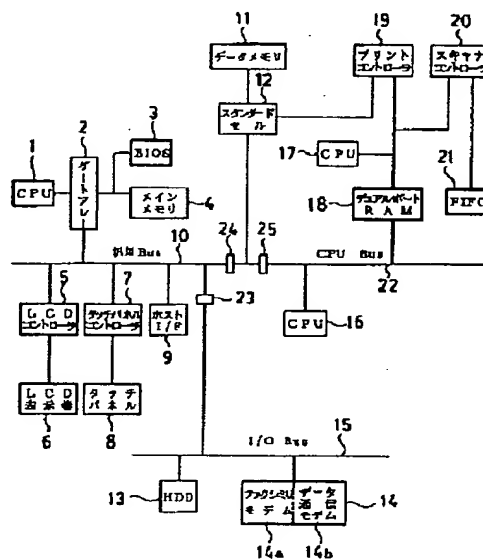 11
データメモリ
12
スタンダード
セル
19
プリント
コントローラ
20
スキャナ
コントローラ
3
BIOS
2
ゲートアレー
1
CPU
メイン
メモリ
4
17
CPU
18
デュアルポート
RAM
21
FIFO
24
25
汎用Bus
10
CPU Bus
22
23
5
LCD
コントローラ
7
タッチパネル
コントローラ
ホスト
I/F
9
CPU
16
LCD
表示器
6
タッチ
パネル
8
I/O Bus
15
13
HDD
ファクシミリ
モデム
データ
通信
モデム
14
14a
14b